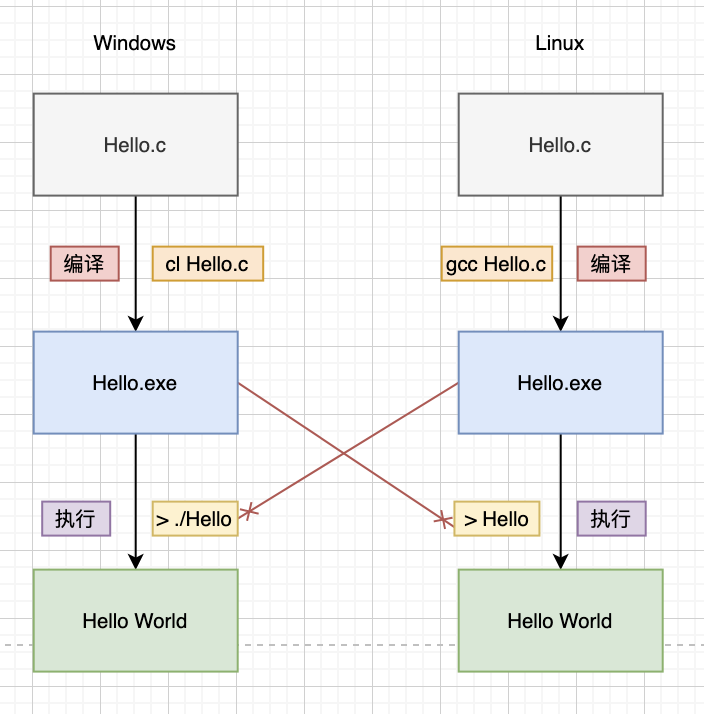 Windows
Linux
Hello.c
Hello.c
编译
cl Hello.c
gcc Hello.c
编译
Hello.exe
Hello.exe
执行
> ./Hello
> Hello
执行
Hello World
Hello World